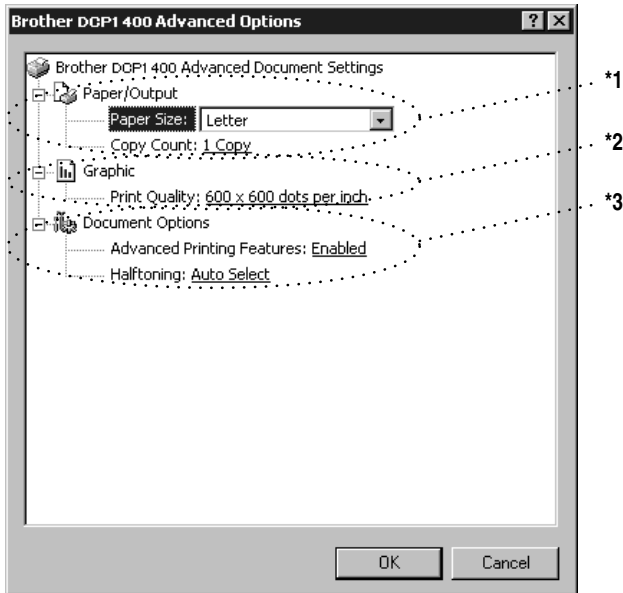 Brother DCP1400 Advanced Options
Brother DCP1400 Advanced Document Settings
Paper/Output
Paper Size: Letter
Copy Count: 1 Copy
Graphic
Print Quality: 600 x 600 dots per inch
Document Options
Advanced Printing Features: Enabled
Halftoning: Auto Select
*1
*2
*3
OK Cancel